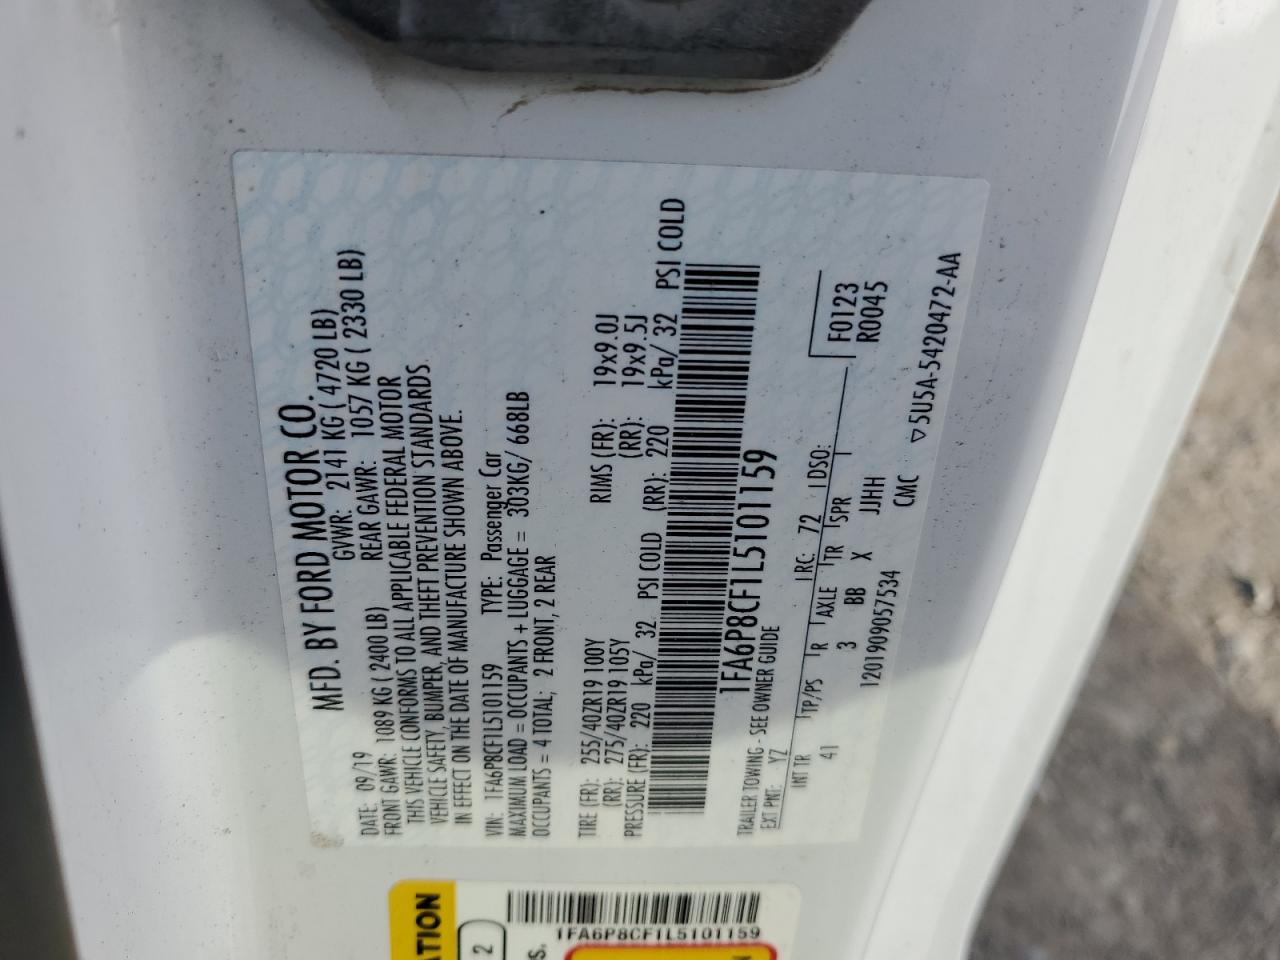 MFD. BY FORD MOTOR CO.
DATE: 09/19 GVWR: 2141 KG ( 4720 LB)
FRONT GAWR: 1089 KG ( 2400 LB) REAR GAWR: 1057 KG ( 2330 LB)
THIS VEHICLE CONFORMS TO ALL APPLICABLE FEDERAL MOTOR
VEHICLE SAFETY, BUMPER, AND THEFT PREVENTION STANDARDS
IN EFFECT ON THE DATE OF MANUFACTURE SHOWN ABOVE.
VIN: 1FA6P8CF1L5101159 TYPE: Passenger Car
MAXIMUM LOAD = OCCUPANTS + LUGGAGE = 303KG/ 668LB
OCCUPANTS = 4 TOTAL; 2 FRONT, 2 REAR
TIRE (FR): 255/40ZR19 100Y RIMS (FR): 19x9.0J
(RR): 275/40ZR19 105Y (RR): 19x9.5J
PRESSURE (FR): 220 kPa/ 32 PSI COLD (RR): 220 kPa/ 32 PSI COLD
1FA6P8CF1L5101159
TRAILER TOWING - SEE OWNER GUIDE
EXT PNT: YZ RC: 72 DSO: F0123
R0045
INT TR TP/PS R AXLE TR SPR
41 3 BB X JJHH
1201909057534 CMC ▽5U5A-5420472-AA
1FA6P8CF1L5101159
2